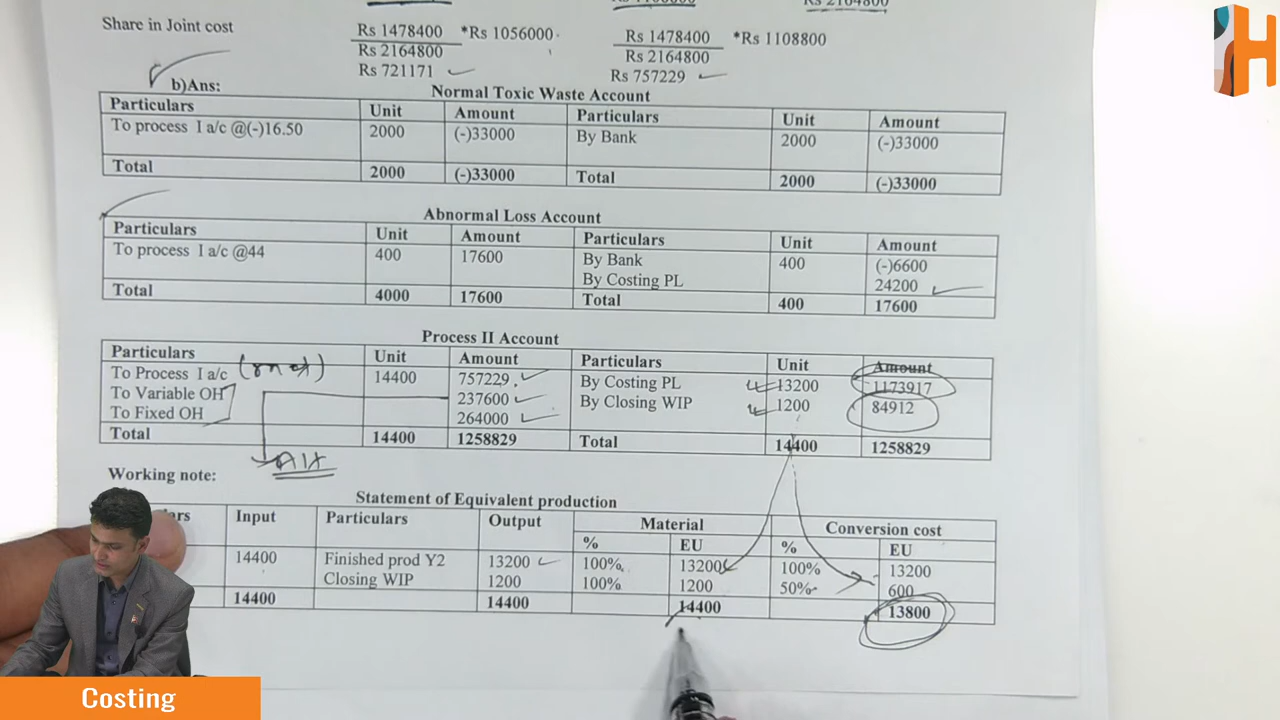 Share in Joint cost Rs 1478400 *Rs 1056000 Rs 1478400 *Rs 1108800
Rs 2164800 Rs 2164800
Rs 721171 Rs 757229
b)Ans:
Normal Toxic Waste Account
Particulars Unit Amount Particulars Unit Amount
To process I a/c @(-)16.50 2000 (-)33000 By Bank 2000 (-)33000
Total 2000 (-)33000 Total 2000 (-)33000
Abnormal Loss Account
Particulars Unit Amount Particulars Unit Amount
To process I a/c @44 400 17600 By Bank 400 (-)6600
By Costing PL 24200
Total 4000 17600 Total 400 17600
Process II Account
Particulars Unit Amount Particulars Unit Amount
To Process I a/c 14400 757229 By Costing PL 13200 1173917
To Variable OH 237600 By Closing WIP 1200 84912
To Fixed OH 264000
Total 14400 1258829 Total 14400 1258829
Working note:
Statement of Equivalent production
Input Particulars Output Material Conversion cost
% EU % EU
14400 Finished prod Y2 13200 100% 13200 100% 13200
Closing WIP 1200 100% 1200 50% 600
14400 14400 14400 13800
Costing